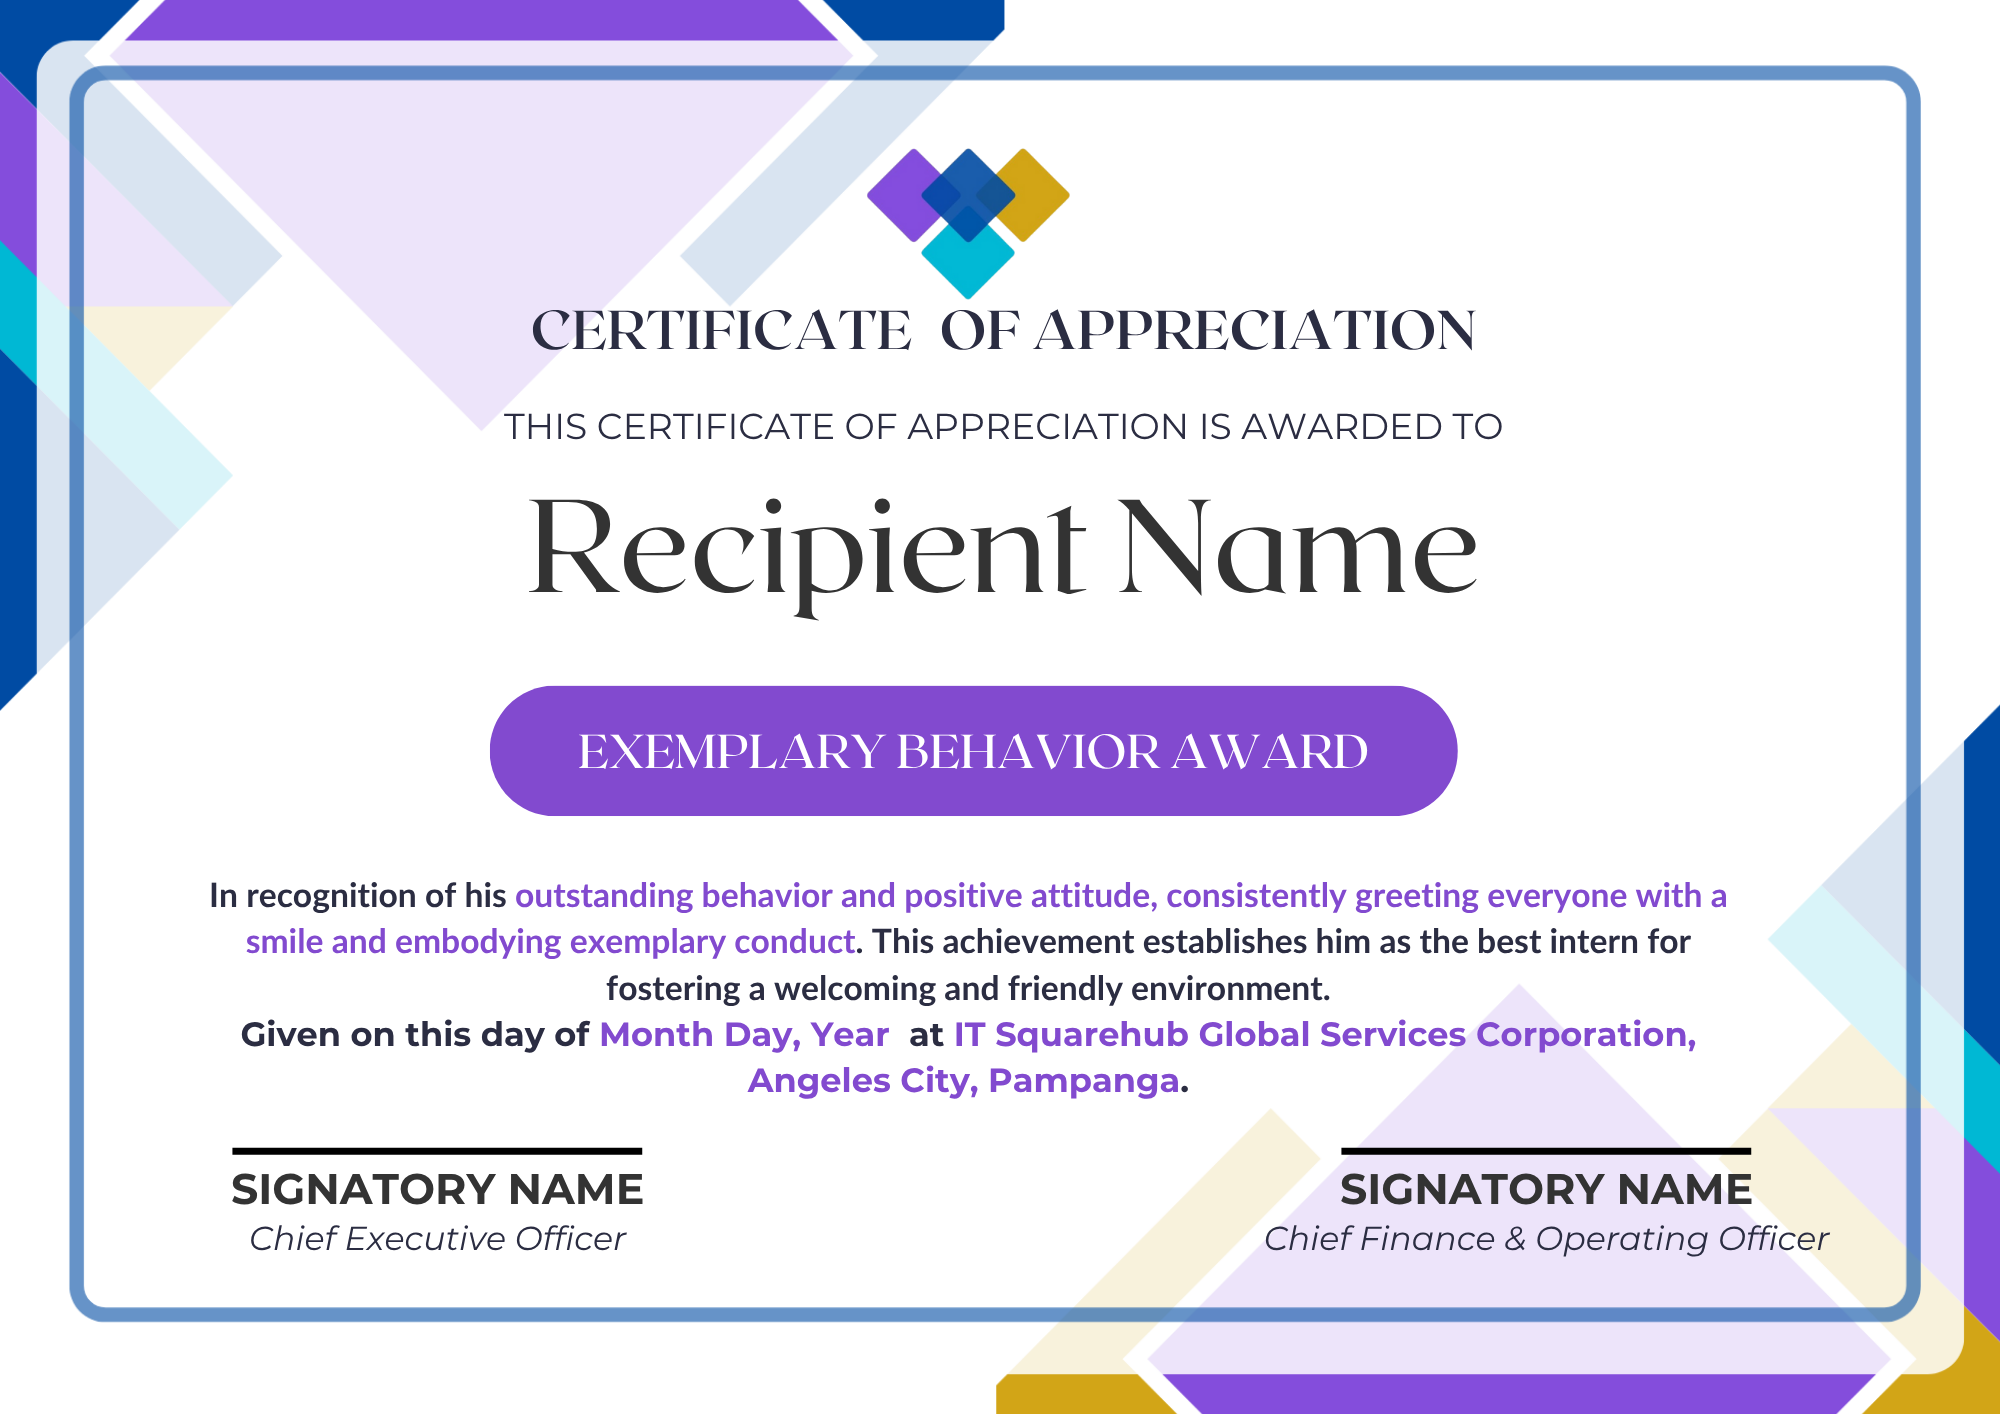 CERTIFICATE OF APPRECIATION
THIS CERTIFICATE OF APPRECIATION IS AWARDED TO
Recipient Name
EXEMPLARY BEHAVIOR AWARD
In recognition of his outstanding behavior and positive attitude, consistently greeting everyone with a
smile and embodying exemplary conduct. This achievement establishes him as the best intern for
fostering a welcoming and friendly environment.
Given on this day of Month Day, Year at IT Squarehub Global Services Corporation,
Angeles City, Pampanga.
SIGNATORY NAME
Chief Executive Officer
SIGNATORY NAME
Chief Finance & Operating Officer